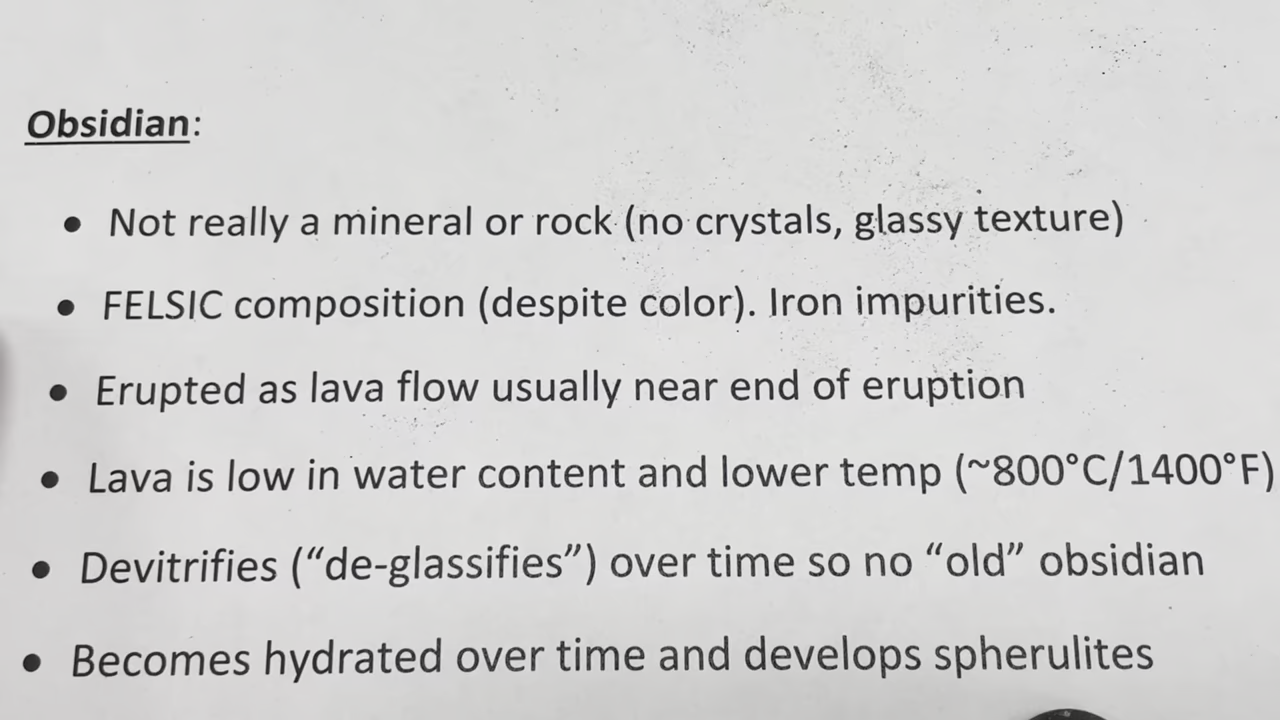 Obsidian:
• Not really a mineral or rock (no crystals, glassy texture)
• FELSIC composition (despite color). Iron impurities.
• Erupted as lava flow usually near end of eruption
• Lava is low in water content and lower temp (~800°C/1400°F)
• Devitrifies (“de-glassifies”) over time so no “old” obsidian
• Becomes hydrated over time and develops spherulites